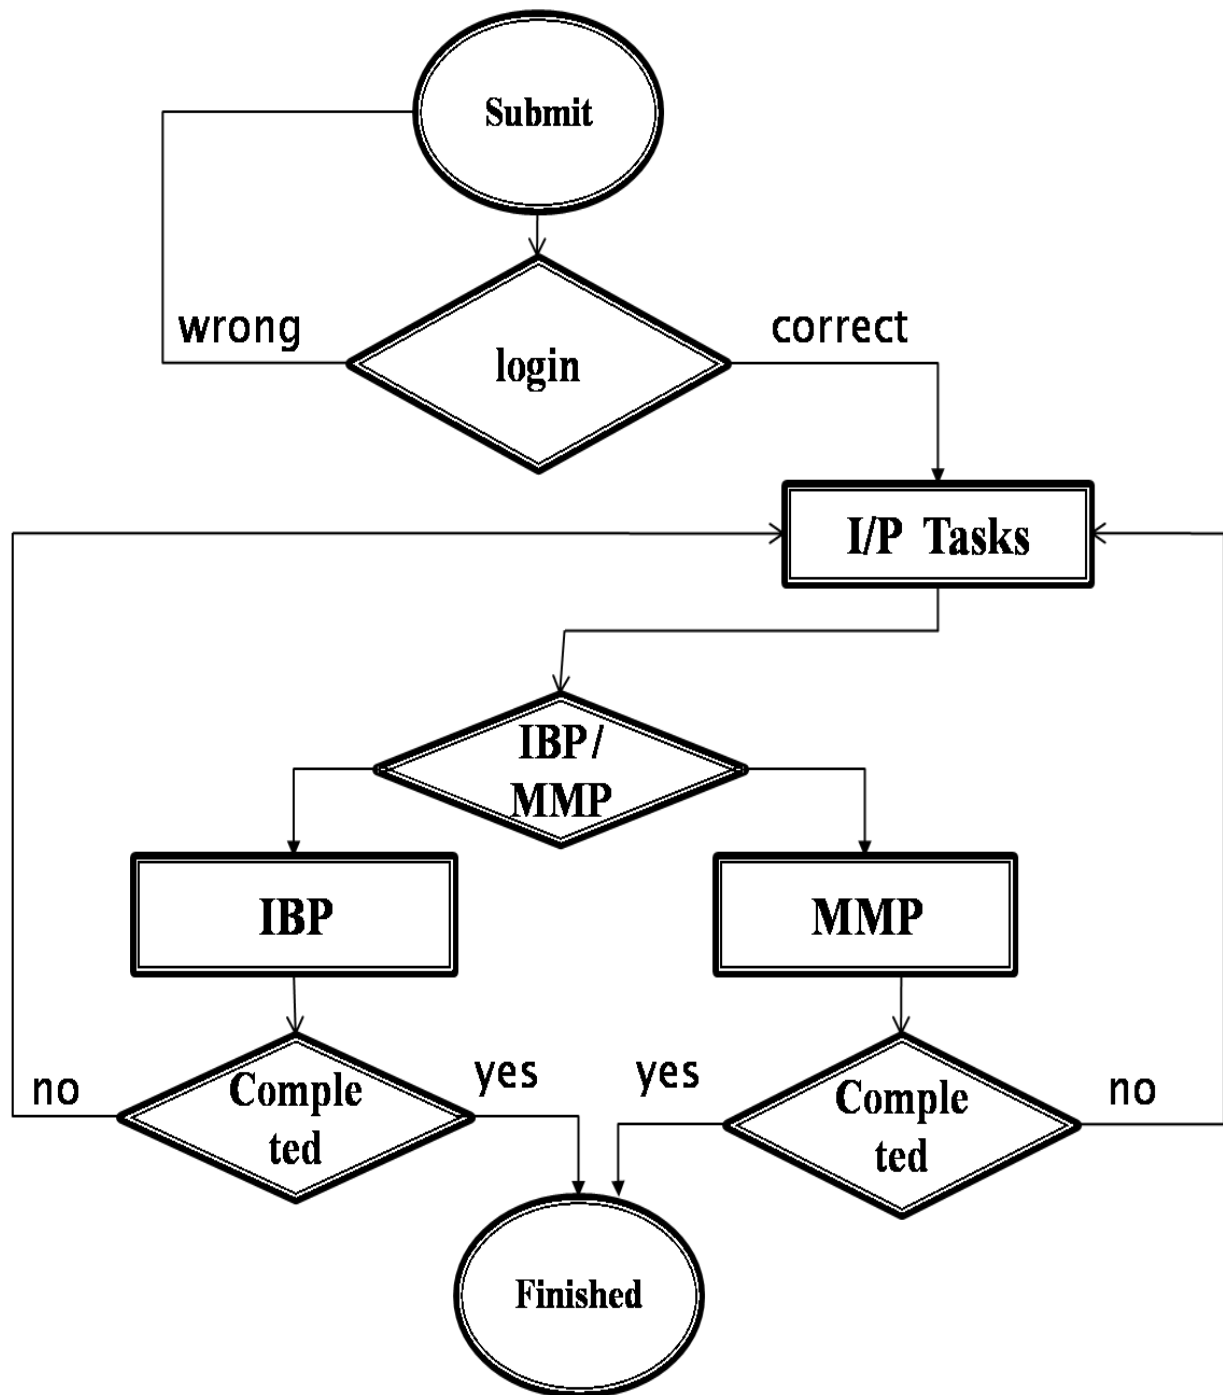 Submit
wrong
correct
login
I/P Tasks
IBP /
MMP
IBP
MMP
no
Comple
ted
yes
yes
Comple
ted
no
Finished